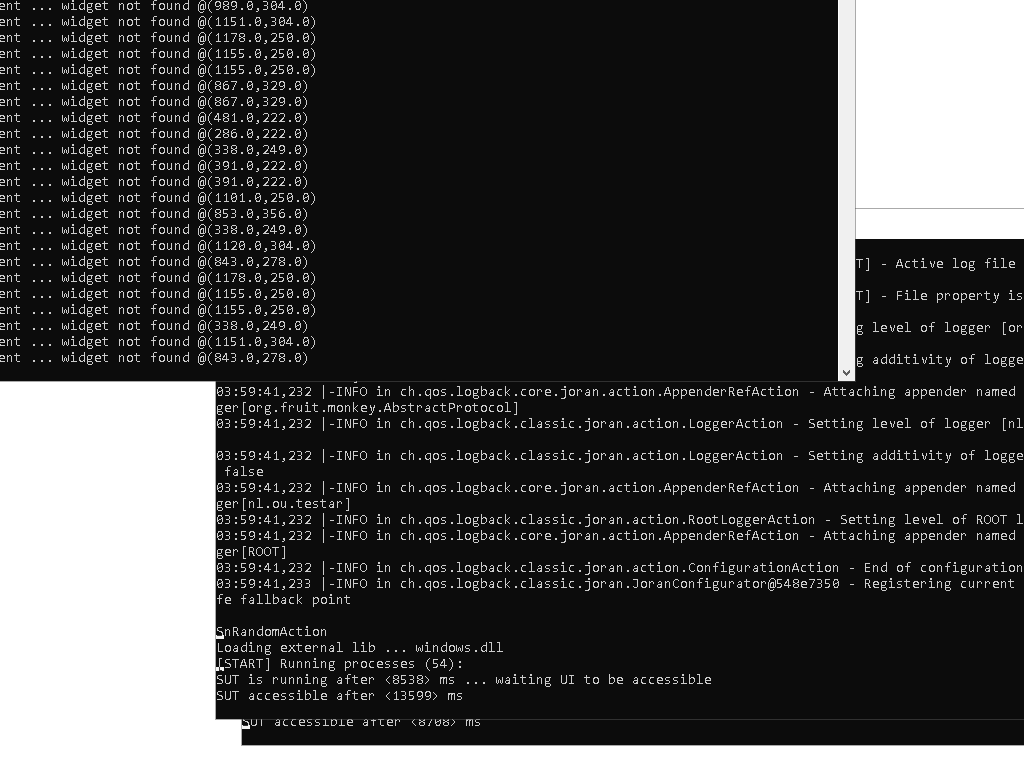 ent ... widget not found @(989.0,304.0)
ent ... widget not found @(1151.0,304.0)
ent ... widget not found @(1178.0,250.0)
ent ... widget not found @(1155.0,250.0)
ent ... widget not found @(1155.0,250.0)
ent ... widget not found @(867.0,329.0)
ent ... widget not found @(867.0,329.0)
ent ... widget not found @(481.0,222.0)
ent ... widget not found @(286.0,222.0)
ent ... widget not found @(338.0,249.0)
ent ... widget not found @(391.0,222.0)
ent ... widget not found @(391.0,222.0)
ent ... widget not found @(1101.0,250.0)
ent ... widget not found @(853.0,356.0)
ent ... widget not found @(338.0,249.0)
ent ... widget not found @(1120.0,304.0)
ent ... widget not found @(843.0,278.0)
ent ... widget not found @(1178.0,250.0)
ent ... widget not found @(1155.0,250.0)
ent ... widget not found @(1155.0,250.0)
ent ... widget not found @(338.0,249.0)
ent ... widget not found @(1151.0,304.0)
ent ... widget not found @(843.0,278.0)
T] - Active log file
T] - File property is
g level of logger [or
g additivity of logge
03:59:41,232 |-INFO in ch.qos.logback.core.joran.action.AppenderRefAction - Attaching appender named
ger[org.fruit.monkey.AbstractProtocol]
03:59:41,232 |-INFO in ch.qos.logback.classic.joran.action.LoggerAction - Setting level of logger [nl
03:59:41,232 |-INFO in ch.qos.logback.classic.joran.action.LoggerAction - Setting additivity of logge
false
03:59:41,232 |-INFO in ch.qos.logback.core.joran.action.AppenderRefAction - Attaching appender named
ger[nl.ou.testar]
03:59:41,232 |-INFO in ch.qos.logback.classic.joran.action.RootLoggerAction - Setting level of ROOT l
03:59:41,232 |-INFO in ch.qos.logback.core.joran.action.AppenderRefAction - Attaching appender named
ger[ROOT]
03:59:41,232 |-INFO in ch.qos.logback.classic.joran.action.ConfigurationAction - End of configuration
03:59:41,233 |-INFO in ch.qos.logback.classic.joran.JoranConfigurator@548e7350 - Registering current
fe fallback point
SnRandomAction
Loading external lib ... windows.dll
[START] Running processes (54):
SUT is running after <8538> ms ... waiting UI to be accessible
SUT accessible after <13599> ms
SUT accessible after <8708> ms